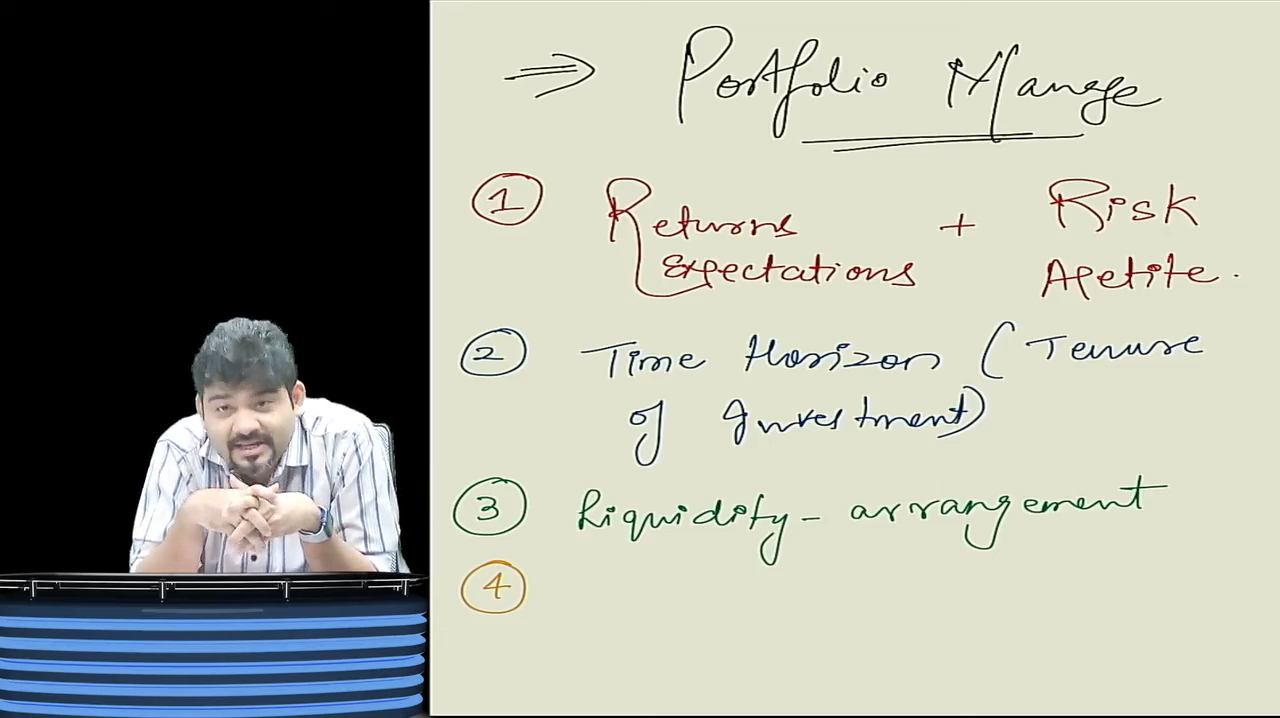 ⇒ Portfolio Manage
① Returns + Risk
Expectations Apetite.
② Time Horizon (Tenure
of Investment)
③ Liquidity - arrangement
④